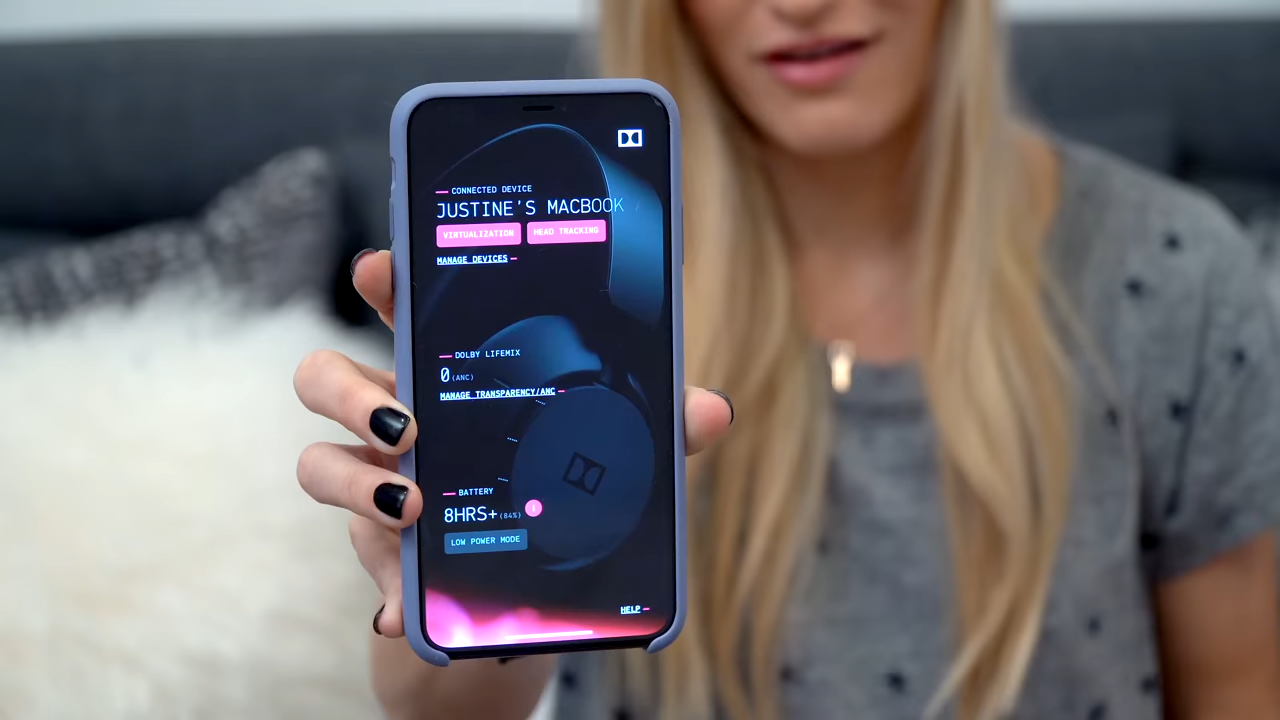 CONNECTED DEVICE
JUSTINE'S MACBOOK
VIRTUALIZATION HEAD TRACKING
MANAGE DEVICES
DOLBY LIFEMIX
0 (ANC)
MANAGE TRANSPARENCY/ANC
BATTERY
8HRS+ (84%)
LOW POWER MODE
HELP